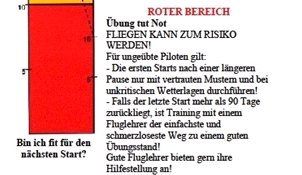 ROTER BEREICH
Übung tut Not
FLIEGEN KANN ZUM RISIKO
WERDEN!
Für ungeübte Piloten gilt:
- Die ersten Starts nach einer längeren
Pause nur mit vertrauten Mustern und bei
unkritischen Wetterlagen durchführen!
- Falls der letzte Start mehr als 90 Tage
zurückliegt, ist Training mit einem
Fluglehrer der einfachste und
schmerzloseste Weg zu einem guten
Übungsstand!
Gute Fluglehrer bieten gern ihre
Hilfestellung an!
10
10
5
5
Bin ich fit für den
nächsten Start?